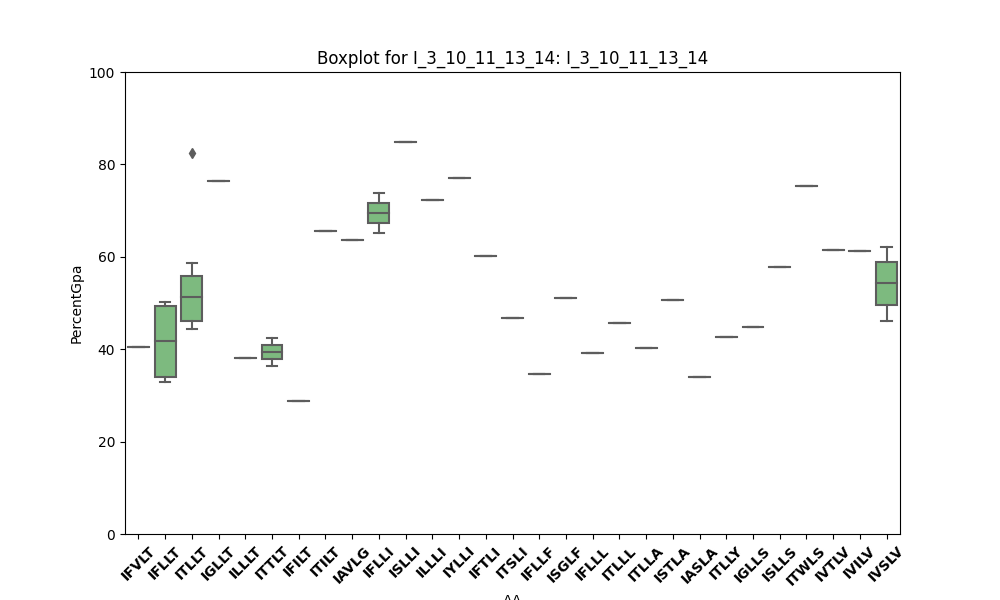 Boxplot for I_3_10_11_13_14: I_3_10_11_13_14
100
80
60
40
20
0
PercentGpa
IFVLT
IFLLT
ITLLT
IGLLT
ILLLT
ITTLT
IFILT
ITILT
IAVLG
IFLLI
ISLLI
ILLLI
IYLLI
IFTLI
ITSLI
IFLLF
ISGLF
IFLLL
ITLLL
ITLLA
ISTLA
IASLA
ITLLY
IGLLS
ISLLS
ITWLS
IVTLV
IVILV
IVSLV
AA